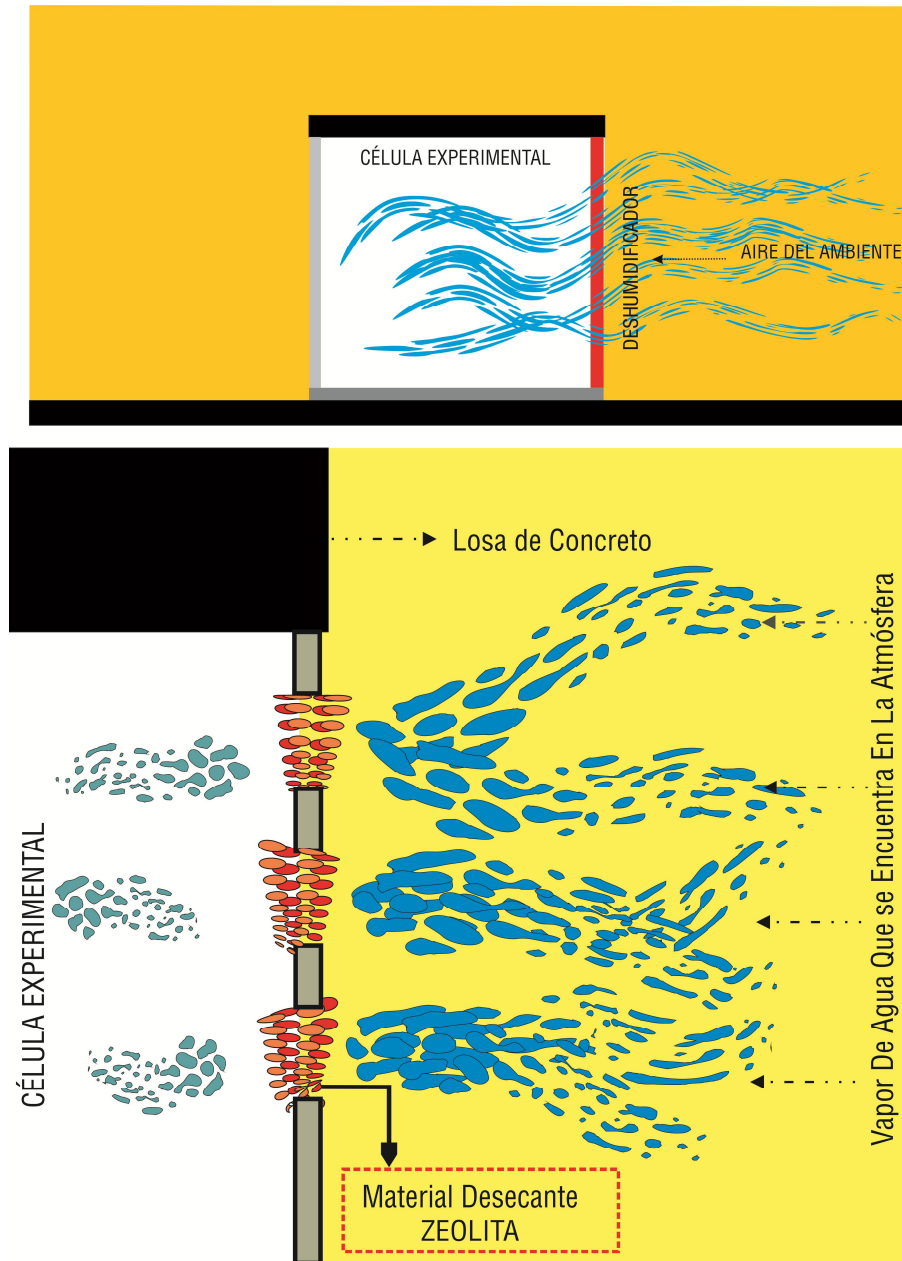 CÉLULA EXPERIMENTAL
DESHUMIDIFICADOR
AIRE DEL AMBIENTE
Losa de Concreto
CÉLULA EXPERIMENTAL
Vapor De Agua Que se Encuentra En La Atmósfera
Material Desecante
ZEOLITA